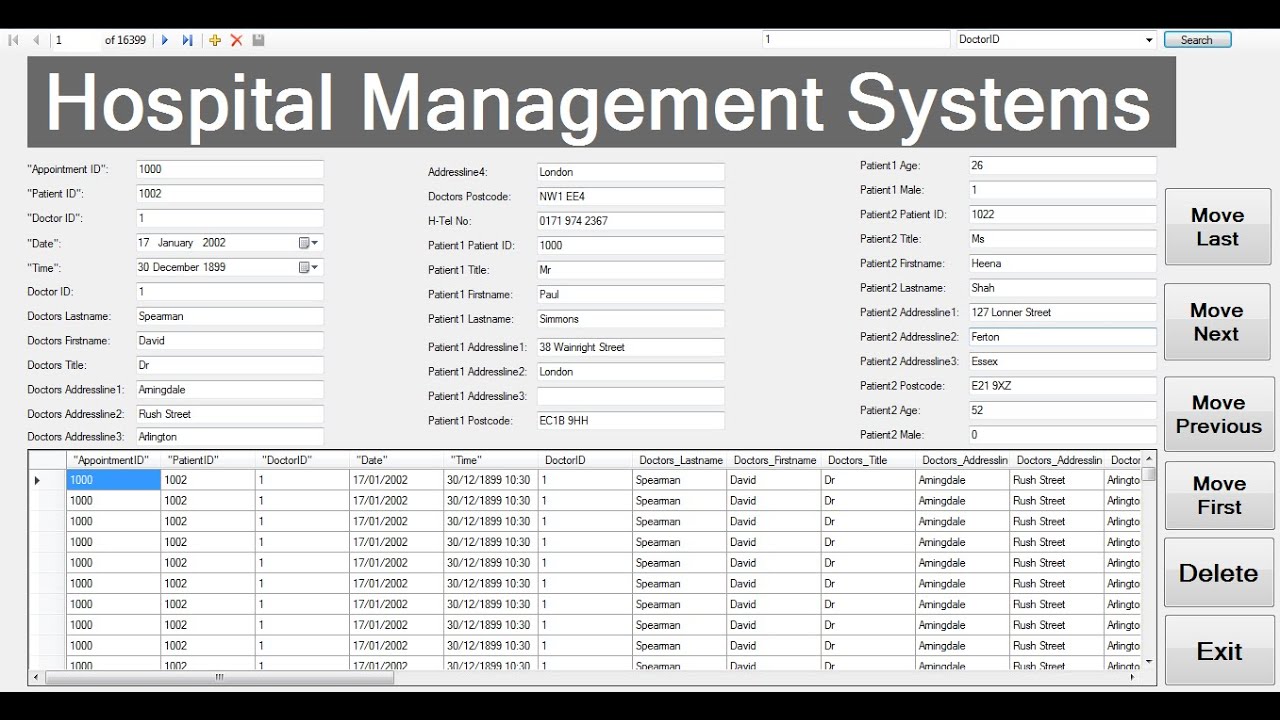 1 of 16399 1 DoctorID Search
Hospital Management Systems
"Appointment ID": 1000
"Patient ID": 1002
"Doctor ID": 1
"Date": 17 January 2002
"Time": 30 December 1899
Doctor ID: 1
Doctors Lastname: Spearman
Doctors Firstname: David
Doctors Title: Dr
Doctors Addressline1: Amingdale
Doctors Addressline2: Rush Street
Doctors Addressline3: Arlington
Addressline4: London
Doctors Postcode: NW1 EE4
H-Tel No: 0171 974 2367
Patient1 Patient ID: 1000
Patient1 Title: Mr
Patient1 Firstname: Paul
Patient1 Lastname: Simmons
Patient1 Addressline1: 38 Wainright Street
Patient1 Addressline2: London
Patient1 Addressline3:
Patient1 Postcode: EC1B 9HH
Patient1 Age: 26
Patient1 Male: 1
Patient2 Patient ID: 1022
Patient2 Title: Ms
Patient2 Firstname: Heena
Patient2 Lastname: Shah
Patient2 Addressline1: 127 Lonner Street
Patient2 Addressline2: Ferton
Patient2 Addressline3: Essex
Patient2 Postcode: E21 9XZ
Patient2 Age: 52
Patient2 Male: 0
Move
Last
Move
Next
Move
Previous
Move
First
Delete
Exit
"AppointmentID" "PatientID" "DoctorID" "Date" "Time" DoctorID Doctors_Lastname Doctors_Firstname Doctors_Title Doctors_Addresslin Doctors_Addresslin Doctor
1000 1002 1 17/01/2002 30/12/1899 10:30 1 Spearman David Dr Amingdale Rush Street Arlingto
1000 1002 1 17/01/2002 30/12/1899 10:30 1 Spearman David Dr Amingdale Rush Street Arlingto
1000 1002 1 17/01/2002 30/12/1899 10:30 1 Spearman David Dr Amingdale Rush Street Arlingto
1000 1002 1 17/01/2002 30/12/1899 10:30 1 Spearman David Dr Amingdale Rush Street Arlingto
1000 1002 1 17/01/2002 30/12/1899 10:30 1 Spearman David Dr Amingdale Rush Street Arlingto
1000 1002 1 17/01/2002 30/12/1899 10:30 1 Spearman David Dr Amingdale Rush Street Arlingto
1000 1002 1 17/01/2002 30/12/1899 10:30 1 Spearman David Dr Amingdale Rush Street Arlingto
1000 1002 1 17/01/2002 30/12/1899 10:30 1 Spearman David Dr Amingdale Rush Street Arlingto
1000 1002 1 17/01/2002 30/12/1899 10:30 1 Spearman David Dr Amingdale Rush Street Arlingto
1000 1002 1 17/01/2002 30/12/1899 10:30 1 Spearman David Dr Amingdale Rush Street Arlingto